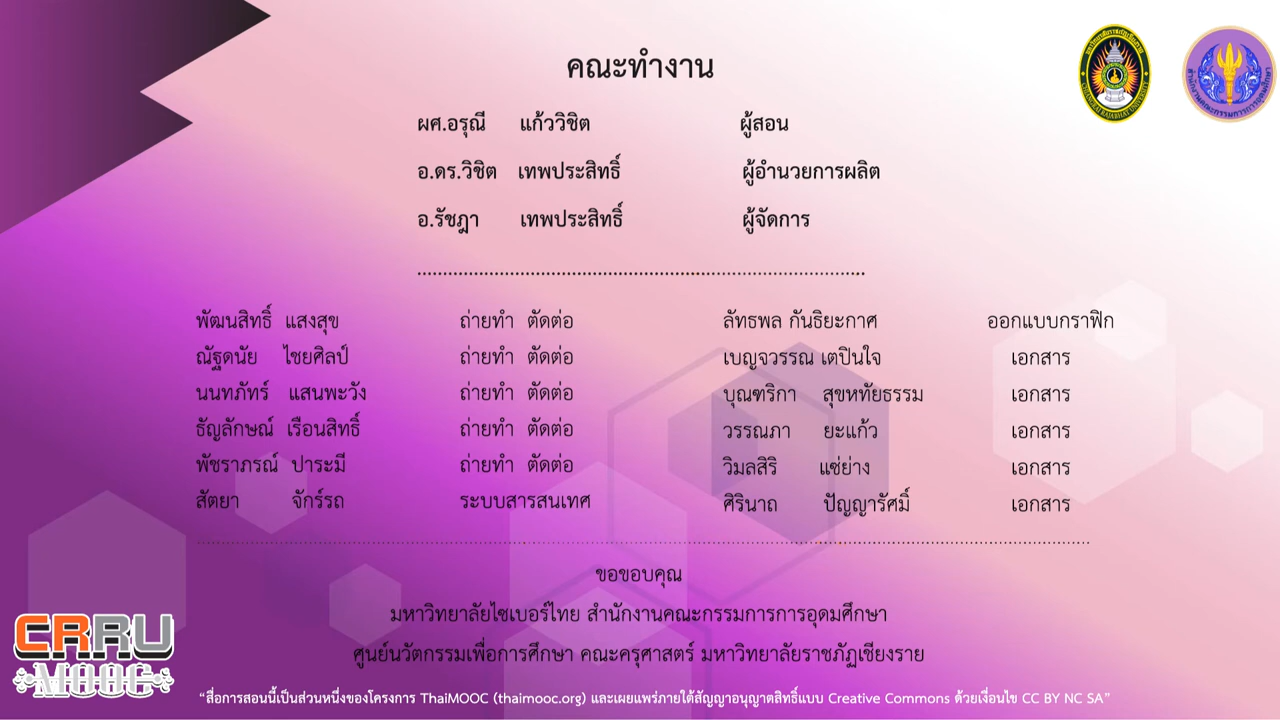 คณะทำงาน
ผศ.อรุณี แก้ววิชิต ผู้สอน
อ.ดร.วิชิต เทพประสิทธิ์ ผู้อำนวยการผลิต
อ.รัชฎา เทพประสิทธิ์ ผู้จัดการ
พัฒนสิทธิ์ แสงสุข ถ่ายทำ ตัดต่อ ลัทธพล กันธิยะกาศ ออกแบบกราฟิก
ณัฐดนัย ไชยศิลป์ ถ่ายทำ ตัดต่อ เบญจวรรณ เตปินใจ เอกสาร
นนทภัทร์ แสนพะวัง ถ่ายทำ ตัดต่อ บุณฑริกา สุขหทัยธรรม เอกสาร
ธัญลักษณ์ เรือนสิทธิ์ ถ่ายทำ ตัดต่อ วรรณภา ยะแก้ว เอกสาร
พัชราภรณ์ ปาระมี ถ่ายทำ ตัดต่อ วิมลสิริ แซ่ย่าง เอกสาร
สัตยา จักร์รถ ระบบสารสนเทศ ศิรินาถ ปัญญารัศมิ์ เอกสาร
ขอขอบคุณ
มหาวิทยาลัยไซเบอร์ไทย สำนักงานคณะกรรมการการอุดมศึกษา
ศูนย์นวัตกรรมเพื่อการศึกษา คณะครุศาสตร์ มหาวิทยาลัยราชภัฏเชียงราย
CRRU
MOOC
“สื่อการสอนนี้เป็นส่วนหนึ่งของโครงการ ThaiMOOC (thaimooc.org) และเผยแพร่ภายใต้สัญญาอนุญาตสิทธิ์แบบ Creative Commons ด้วยเงื่อนไข CC BY NC SA”